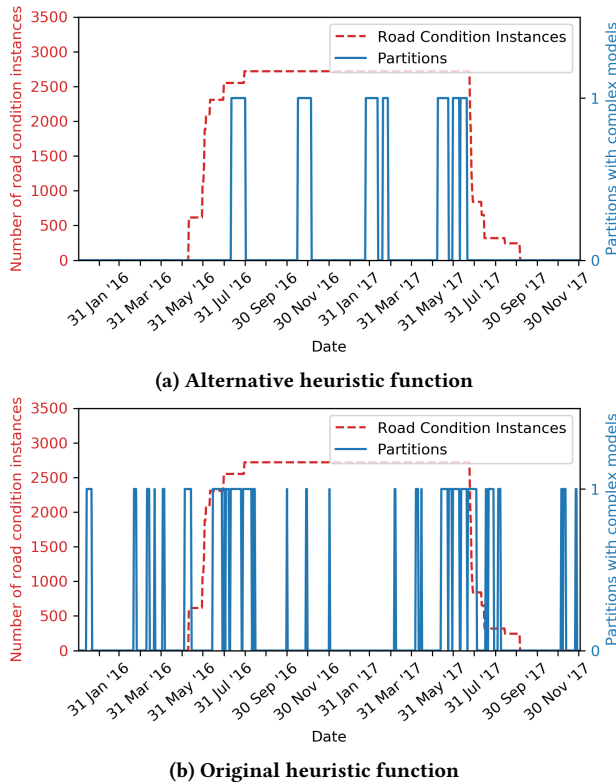 3500
3000
2500
2000
1500
1000
500
0
Number of road condition instances
Road Condition Instances
Partitions
1
0
Partitions with complex models
31 Jan '16
31 Mar '16
31 May '16
31 Jul '16
30 Sep '16
30 Nov '16
31 Jan '17
31 Mar '17
31 May '17
31 Jul '17
30 Sep '17
30 Nov '17
Date
(a) Alternative heuristic function
3500
3000
2500
2000
1500
1000
500
0
Number of road condition instances
Road Condition Instances
Partitions
1
0
Partitions with complex models
31 Jan '16
31 Mar '16
31 May '16
31 Jul '16
30 Sep '16
30 Nov '16
31 Jan '17
31 Mar '17
31 May '17
31 Jul '17
30 Sep '17
30 Nov '17
Date
(b) Original heuristic function